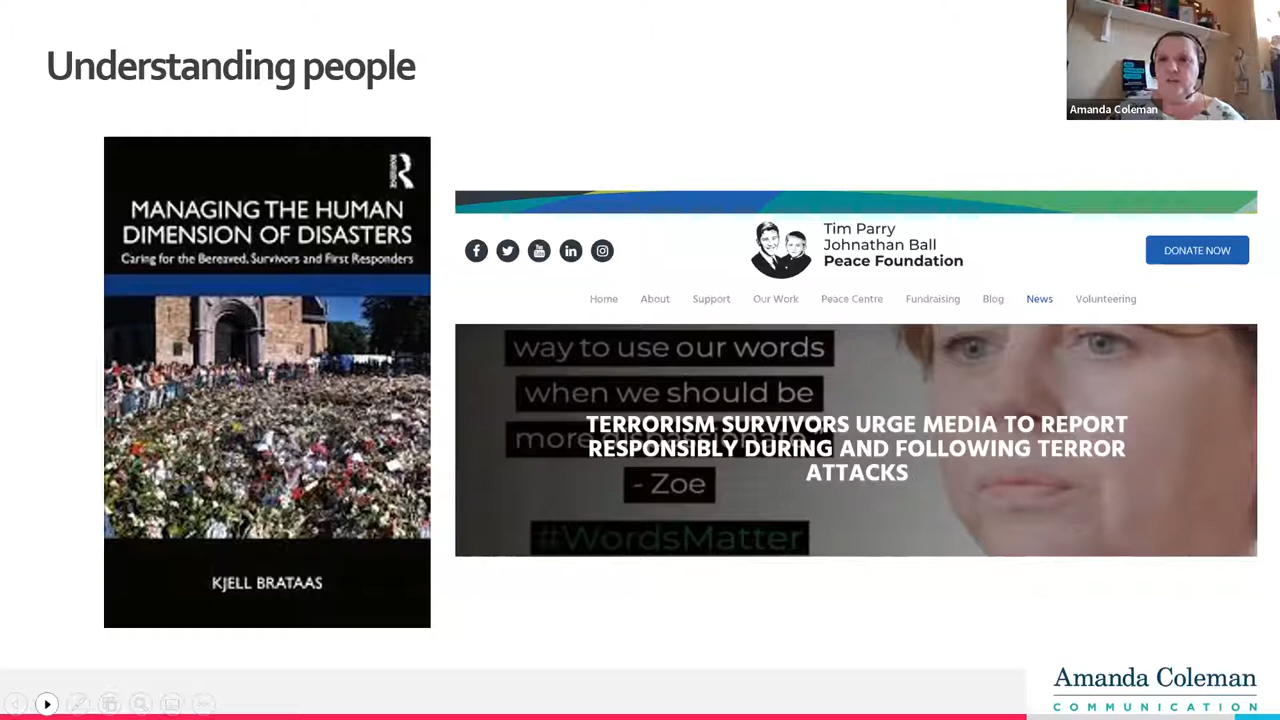 Understanding people
Amanda Coleman
MANAGING THE HUMAN
DIMENSION OF DISASTERS
Caring for the Bereaved, Survivors and First Responders
KJELL BRATAAS
Tim Parry
Johnathan Ball
Peace Foundation
DONATE NOW
Home About Support Our Work Peace Centre Fundraising Blog News Volunteering
way to use our words
when we should be
TERRORISM SURVIVORS URGE MEDIA TO REPORT
RESPONSIBLY DURING AND FOLLOWING TERROR
ATTACKS
- Zoe
#WordsMatter
Amanda Coleman
COMMUNICATION